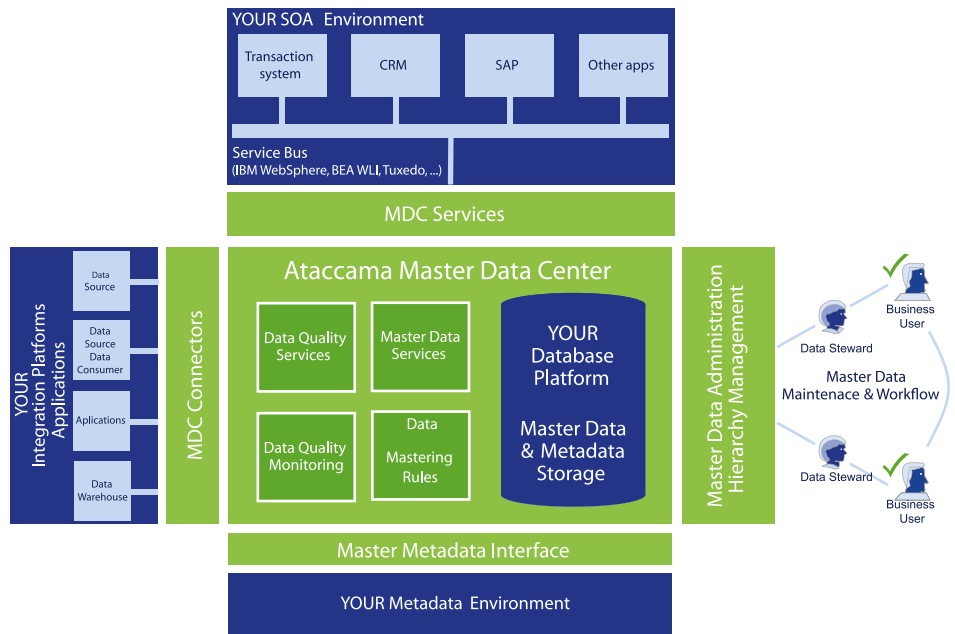 YOUR SOA Environment
Transaction
system
CRM
SAP
Other apps
Service Bus
(IBM WebSphere, BEA WLI, Tuxedo, ...)
MDC Services
YOUR
Integration Platforms
Applications
Data
Source
Data
Source
Data
Consumer
Aplications
Data
Warehouse
MDC Connectors
Ataccama Master Data Center
Data Quality
Services
Master Data
Services
Data Quality
Monitoring
Data
Mastering
Rules
YOUR
Database
Platform
Master Data
& Metadata
Storage
Master Data Administration
Hierarchy Management
Business
User
Data Steward
Master Data
Maintenace & Workflow
Data Steward
Business
User
Master Metadata Interface
YOUR Metadata Environment